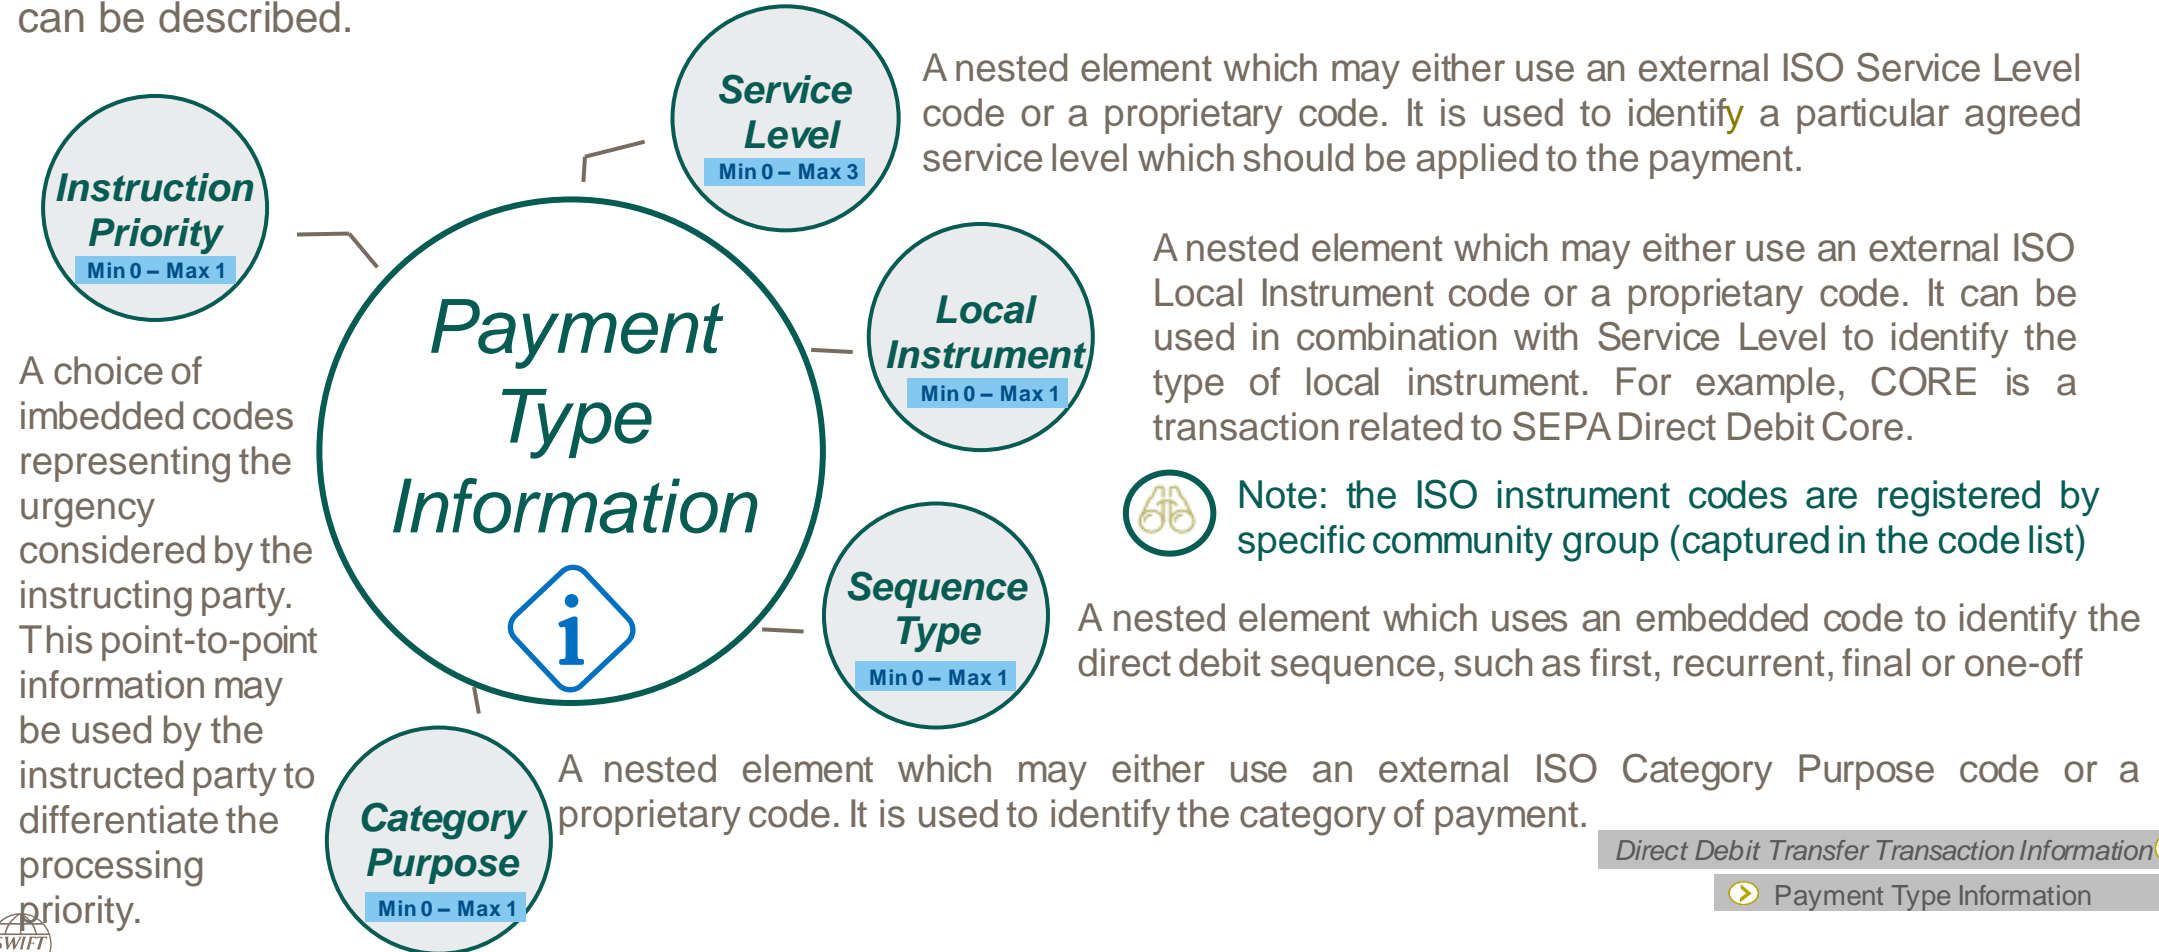 can be described.
Service
Level
Min 0 – Max 3
A nested element which may either use an external ISO Service Level
code or a proprietary code. It is used to identify a particular agreed
service level which should be applied to the payment.
Instruction
Priority
Min 0 – Max 1
A choice of
imbedded codes
representing the
urgency
considered by the
instructing party.
This point-to-point
information may
be used by the
instructed party to
differentiate the
processing
priority.
Payment
Type
Information
Local
Instrument
Min 0 – Max 1
A nested element which may either use an external ISO
Local Instrument code or a proprietary code. It can be
used in combination with Service Level to identify the
type of local instrument. For example, CORE is a
transaction related to SEPA Direct Debit Core.
Note: the ISO instrument codes are registered by
specific community group (captured in the code list)
Sequence
Type
Min 0 – Max 1
A nested element which uses an embedded code to identify the
direct debit sequence, such as first, recurrent, final or one-off
Category
Purpose
Min 0 – Max 1
A nested element which may either use an external ISO Category Purpose code or a
proprietary code. It is used to identify the category of payment.
Direct Debit Transfer Transaction Information
Payment Type Information
SWIFT